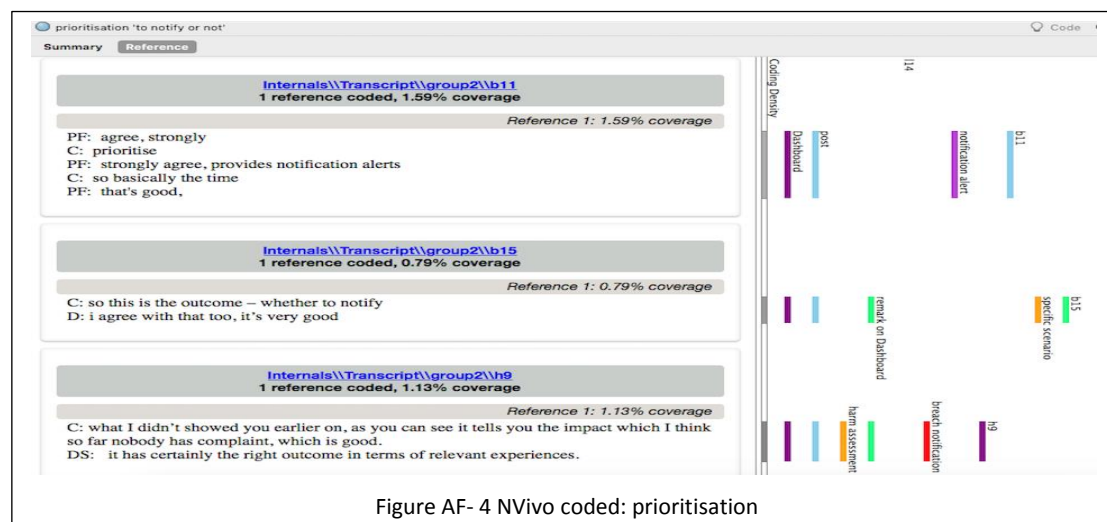 prioritisation 'to notify or not'
Code
Summary
Reference
Internals\\Transcript\\group2\\b11
1 reference coded, 1.59% coverage
Reference 1: 1.59% coverage
PF: agree, strongly
C: prioritise
PF: strongly agree, provides notification alerts
C: so basically the time
PF: that's good,
Internals\\Transcript\\group2\\b15
1 reference coded, 0.79% coverage
Reference 1: 0.79% coverage
C: so this is the outcome – whether to notify
D: i agree with that too, it's very good
Internals\\Transcript\\group2\\h9
1 reference coded, 1.13% coverage
Reference 1: 1.13% coverage
C: what I didn't showed you earlier on, as you can see it tells you the impact which I think
so far nobody has complaint, which is good.
DS: it has certainly the right outcome in terms of relevant experiences.
Coding Density
l14
Dashboard
post
notification alert
b11
remark on Dashboard
specific scenario
b15
harm assessment
breach notification
h9
Figure AF- 4 NVivo coded: prioritisation